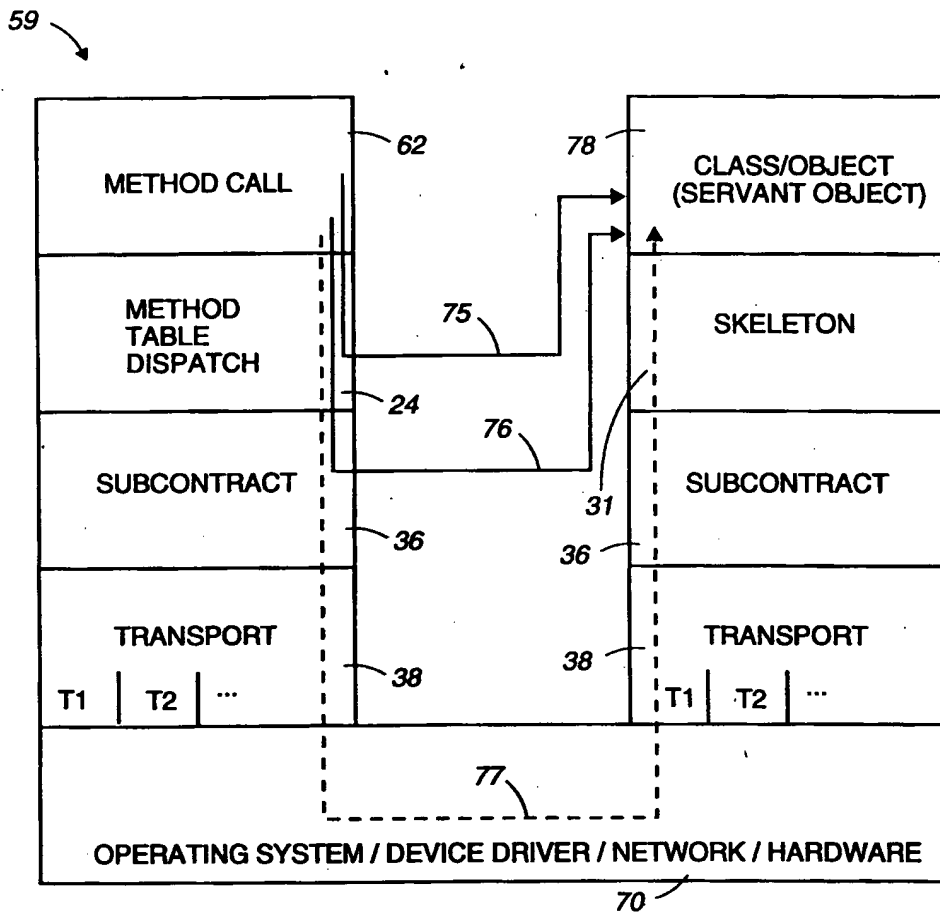 59
62
METHOD CALL
78
CLASS/OBJECT
(SERVANT OBJECT)
METHOD
TABLE
DISPATCH
75
24
SKELETON
76
31
SUBCONTRACT
36
SUBCONTRACT
36
TRANSPORT
38
T1
T2
...
TRANSPORT
38
T1
T2
...
77
OPERATING SYSTEM / DEVICE DRIVER / NETWORK / HARDWARE
70